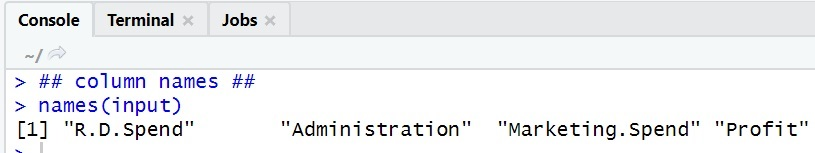 Console Terminal × Jobs ×
~/
> ## column names ##
> names(input)
[1] "R.D.Spend"       "Administration"  "Marketing.Spend" "Profit"
>